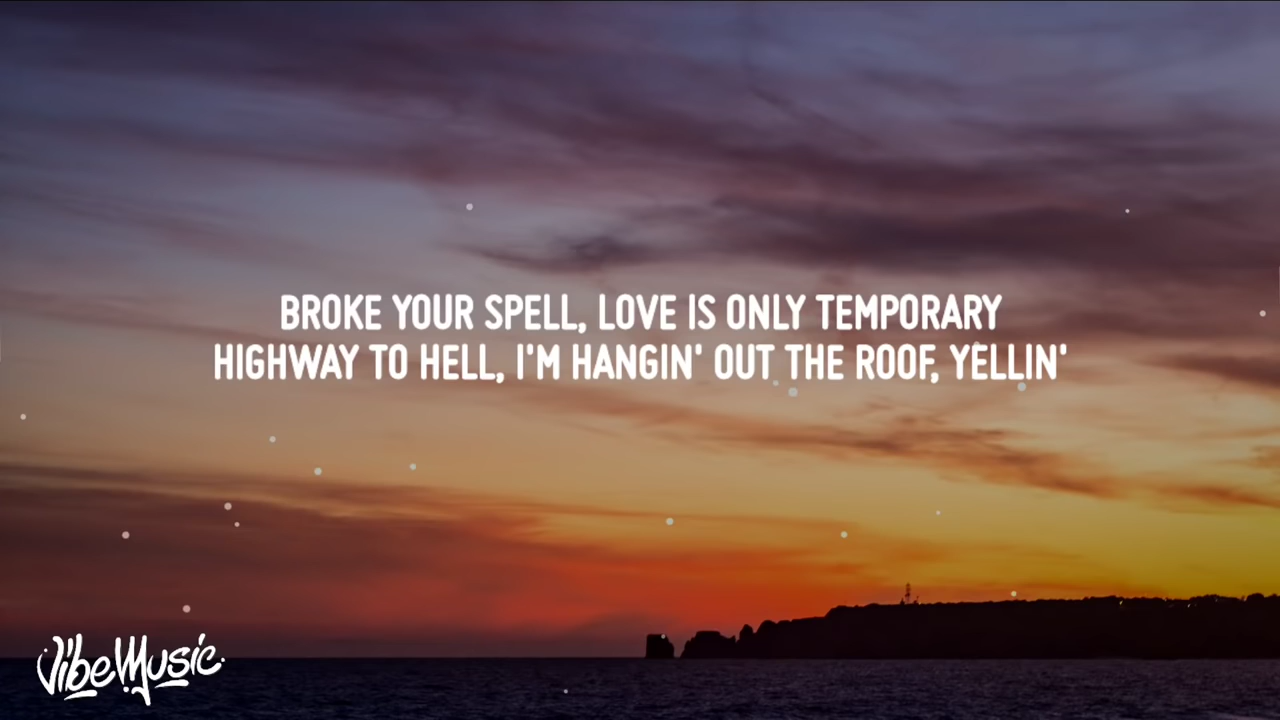 BROKE YOUR SPELL, LOVE IS ONLY TEMPORARY
HIGHWAY TO HELL, I'M HANGIN' OUT THE ROOF, YELLIN'
VibeMusic